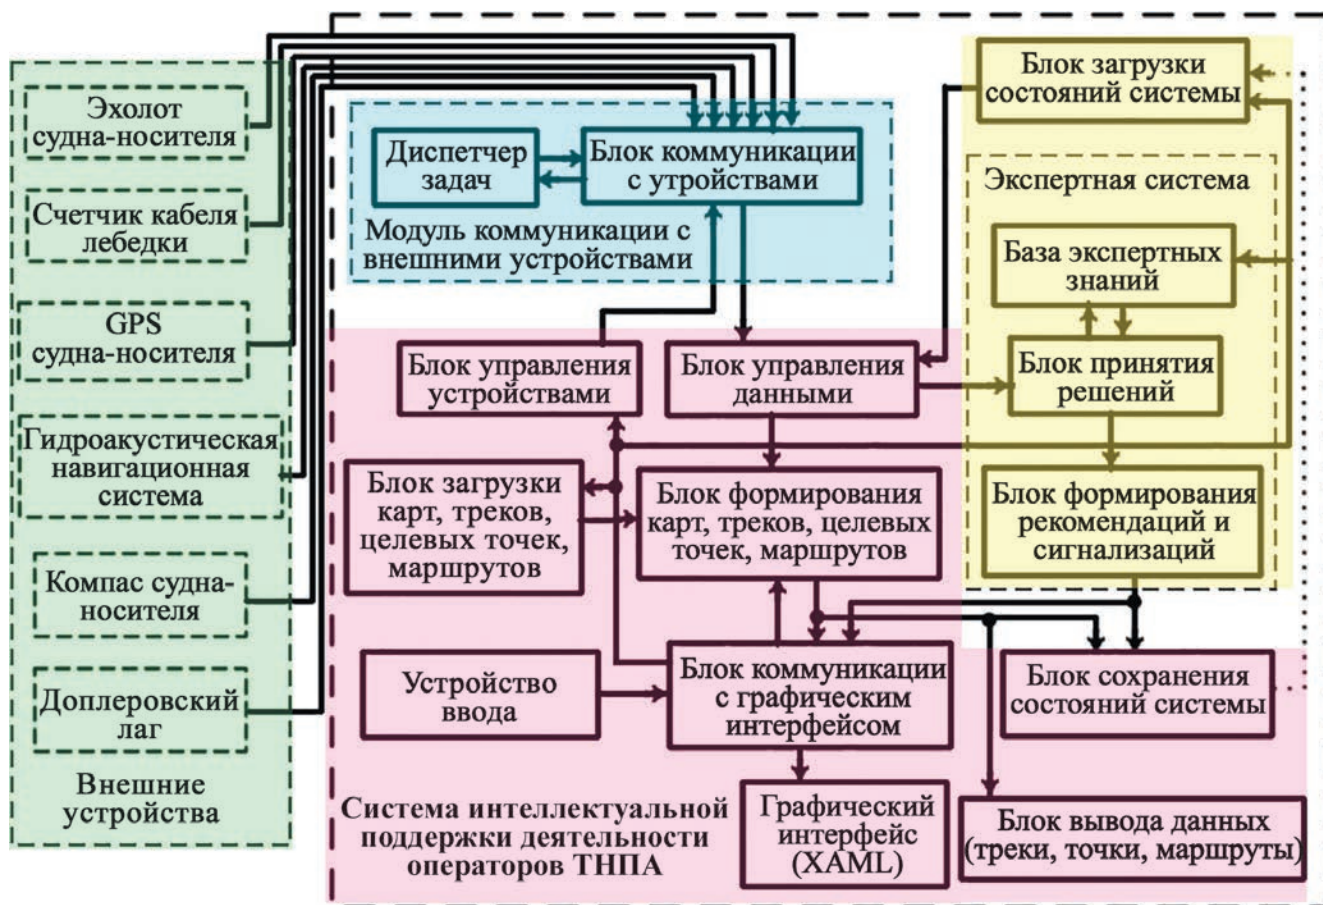 Эхолот
судна-носителя
Счетчик кабеля
лебедки
GPS
судна-носителя
Гидроакустическая
навигационная
система
Компас судна-
носителя
Доплеровский
лаг
Внешние
устройства
Диспетчер
задач
Блок коммуникации
с утройствами
Модуль коммуникации с
внешними устройствами
Блок загрузки
состояний системы
Экспертная система
База экспертных
знаний
Блок принятия
решений
Блок формирования
рекомендаций и
сигнализаций
Блок управления
устройствами
Блок управления
данными
Блок загрузки
карт, треков,
целевых точек,
маршрутов
Блок формирования
карт, треков, целевых
точек, маршрутов
Устройство
ввода
Блок коммуникации
с графическим
интерфейсом
Блок сохранения
состояний системы
Система интеллектуальной
поддержки деятельности
операторов ТНПА
Графический
интерфейс
(XAML)
Блок вывода данных
(треки, точки, маршруты)